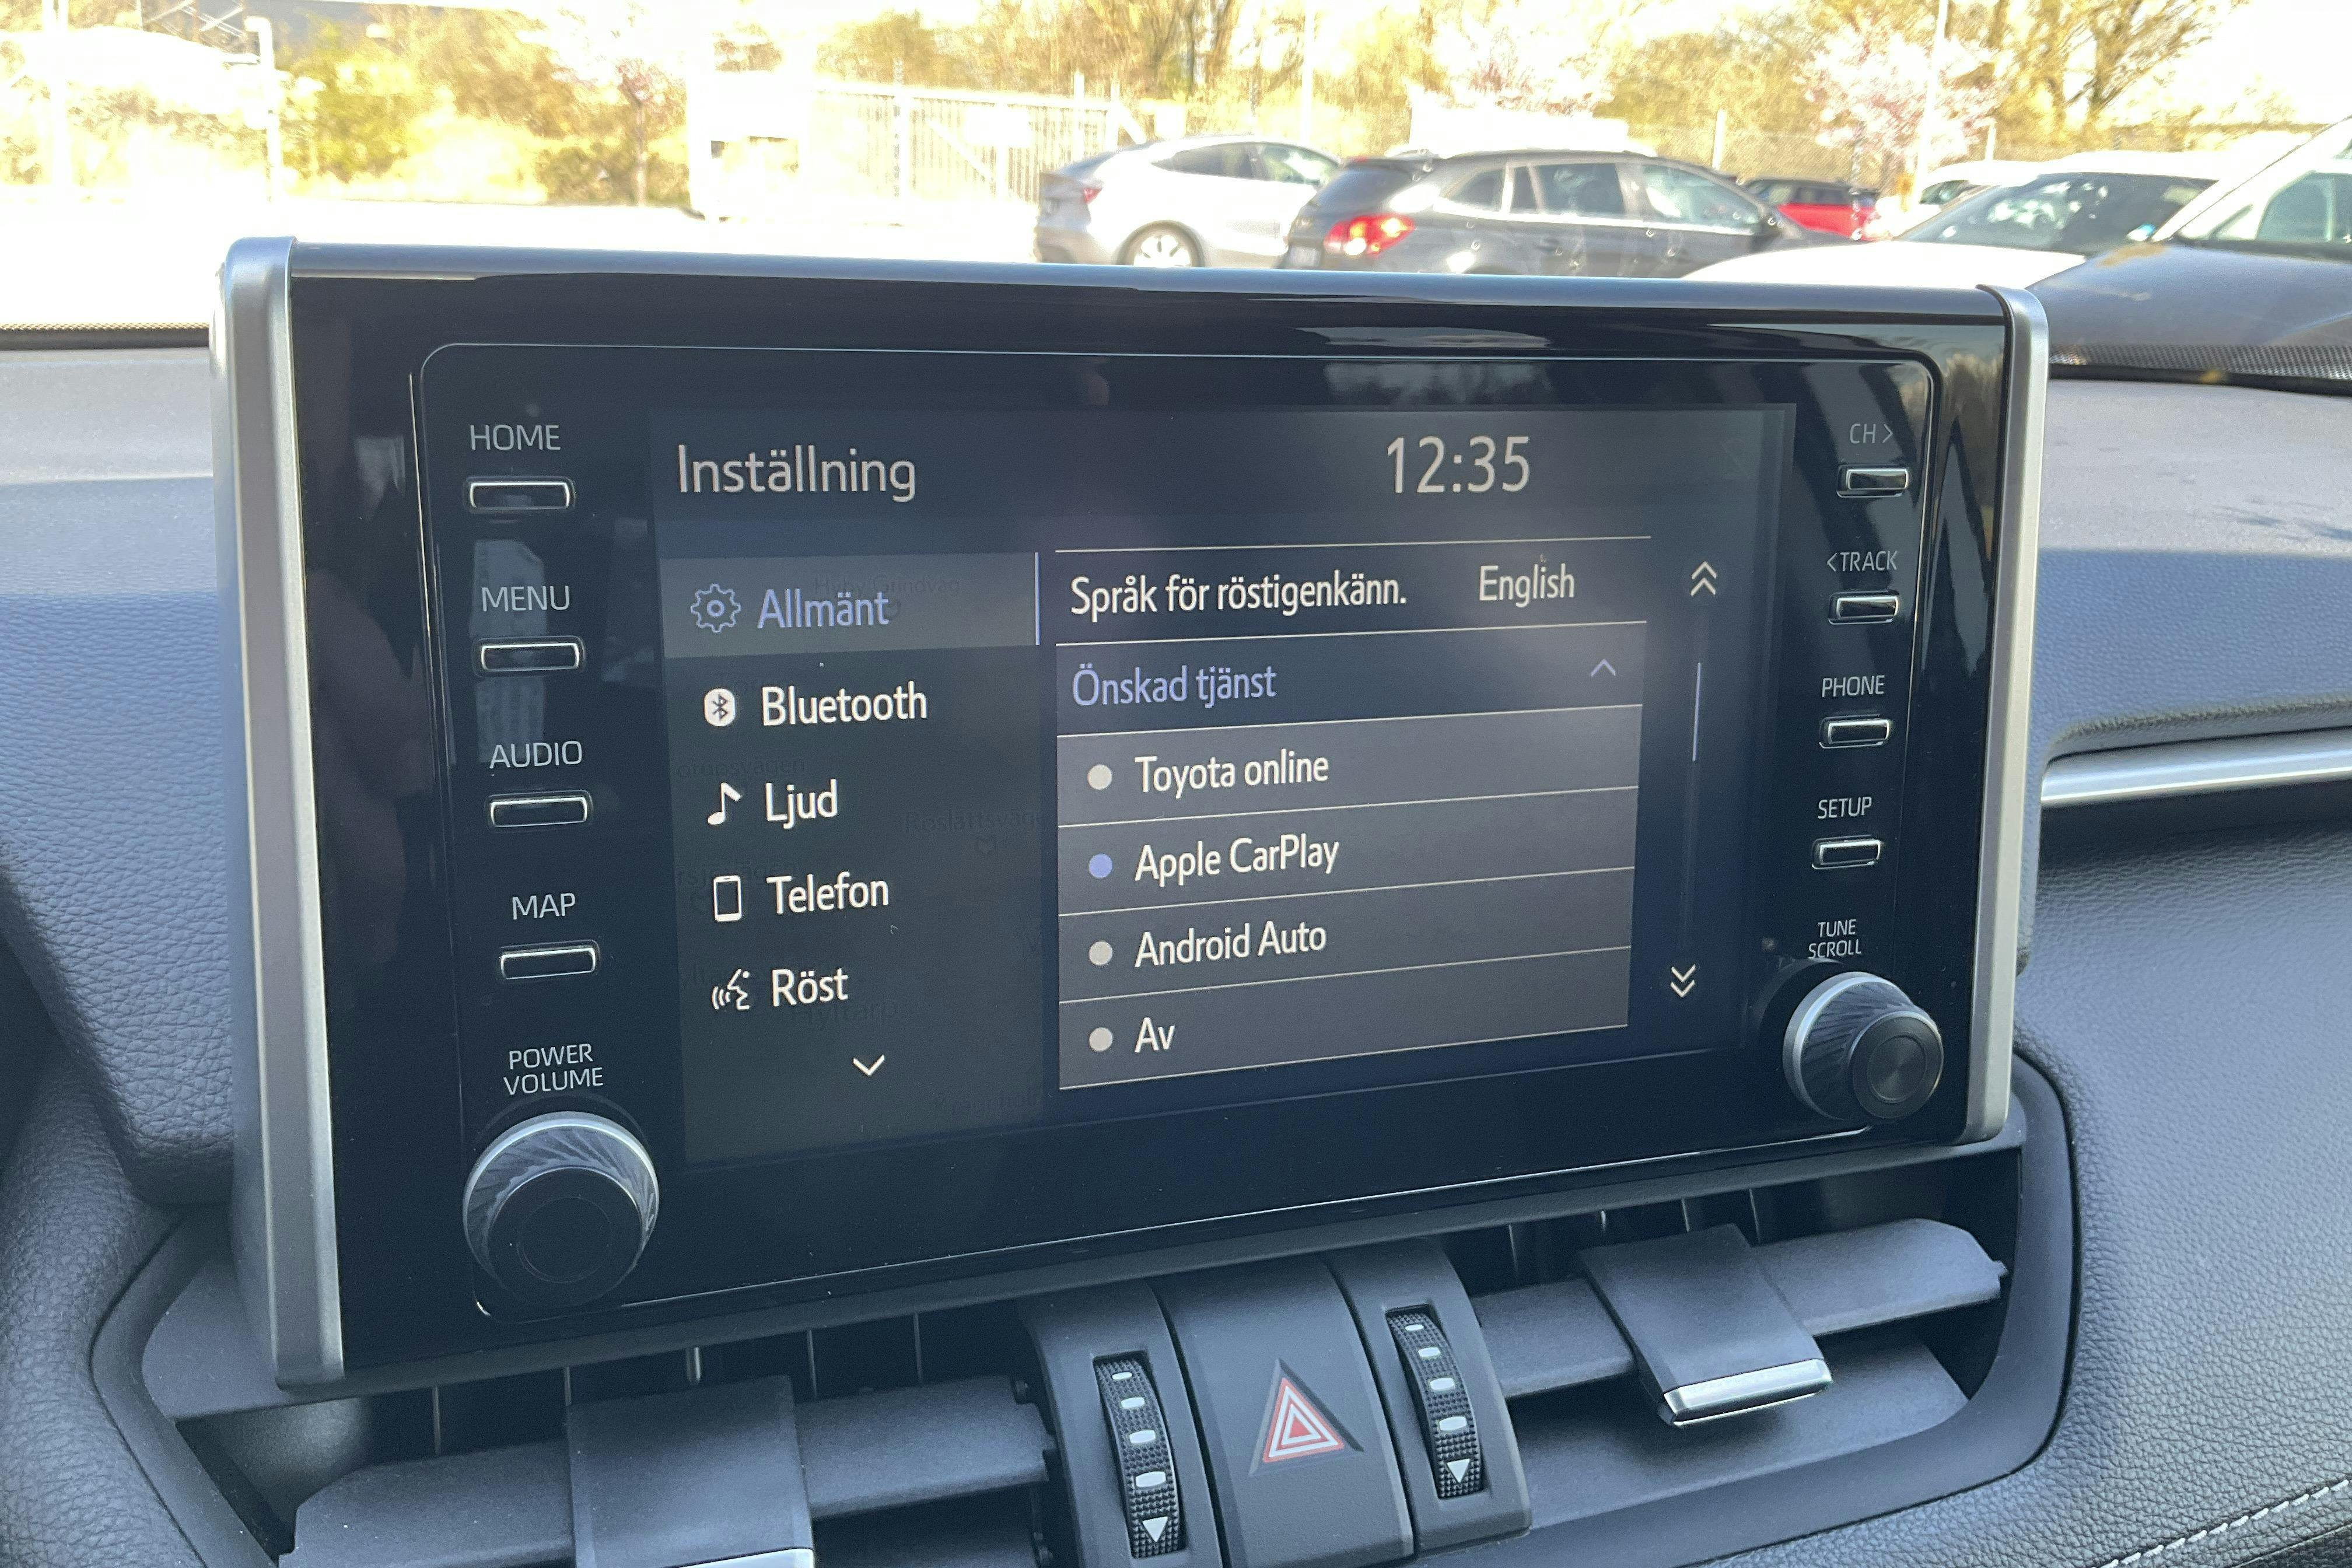 HOME
MENU
AUDIO
MAP
POWER
VOLUME
Inställning
12:35
Allmänt
Bluetooth
Ljud
Telefon
Röst
Språk för röstigenkänn. English
Önskad tjänst
Toyota online
Apple CarPlay
Android Auto
Av
CH >
< TRACK
PHONE
SETUP
TUNE
SCROLL